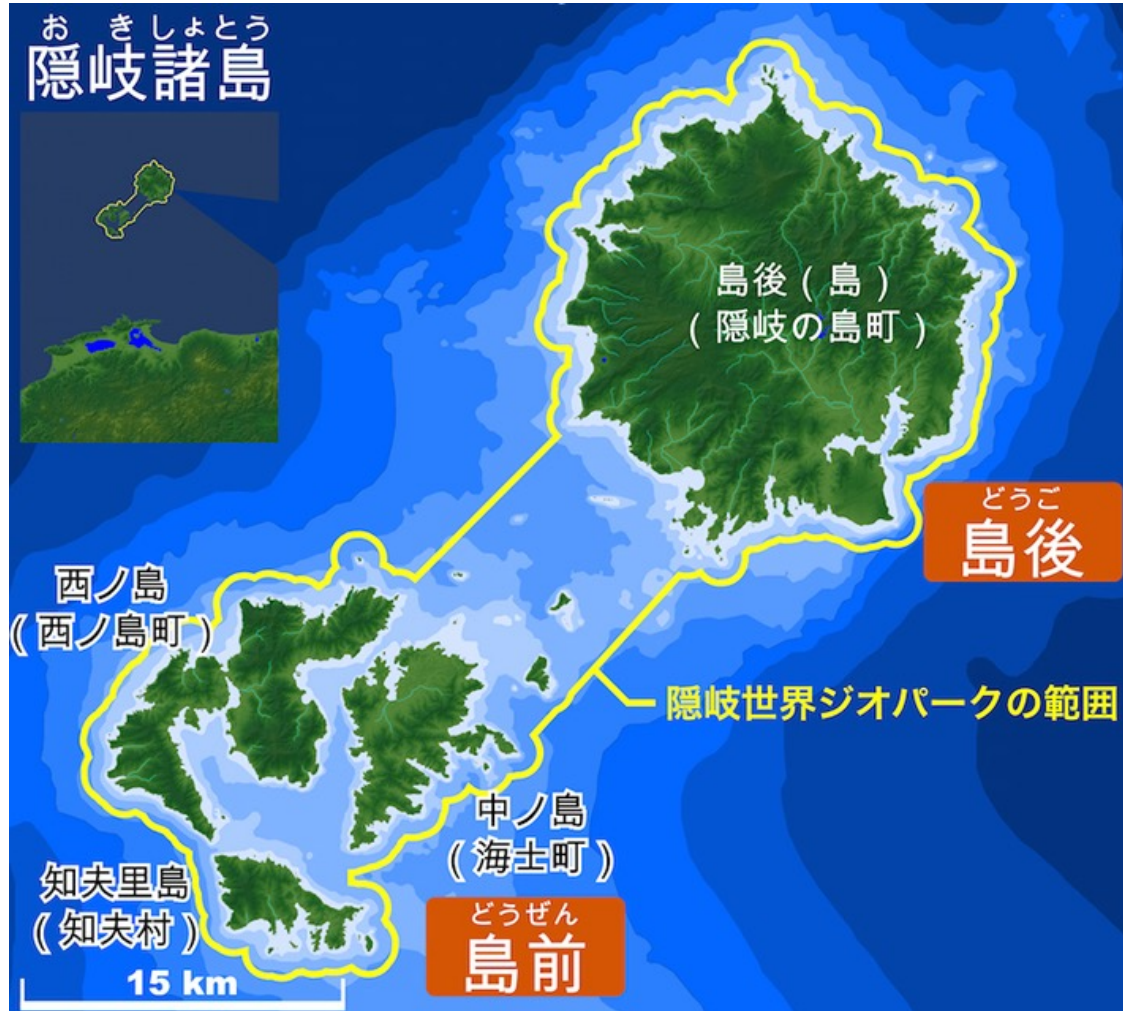 おきしょとう
隠岐諸島
島後(島)
(隠岐の島町)
どうご
島後
西ノ島
(西ノ島町)
隠岐世界ジオパークの範囲
中ノ島
(海士町)
知夫里島
(知夫村)
どうぜん
島前
15 km